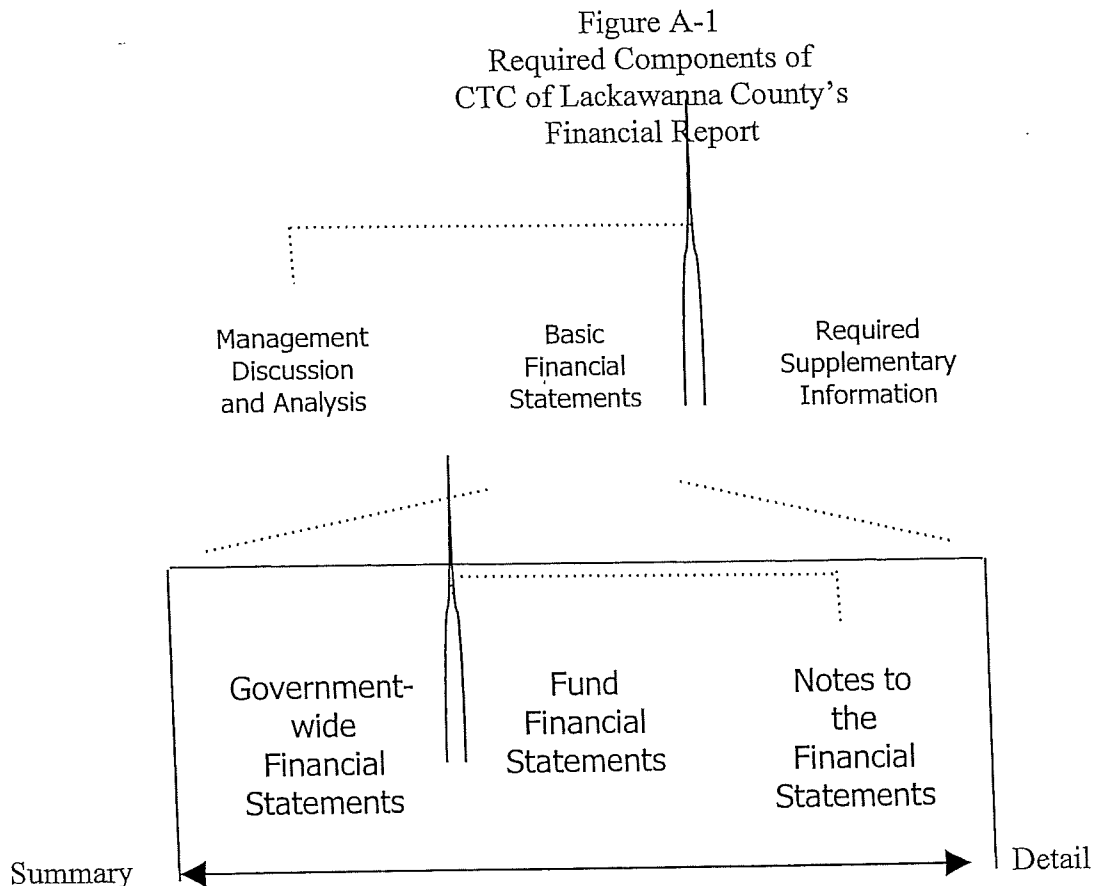 Figure A-1
Required Components of
CTC of Lackawanna County's
Financial Report
Management
Discussion
and Analysis
Basic
Financial
Statements
Required
Supplementary
Information
Government-
wide
Financial
Statements
Fund
Financial
Statements
Notes to
the
Financial
Statements
Summary
Detail